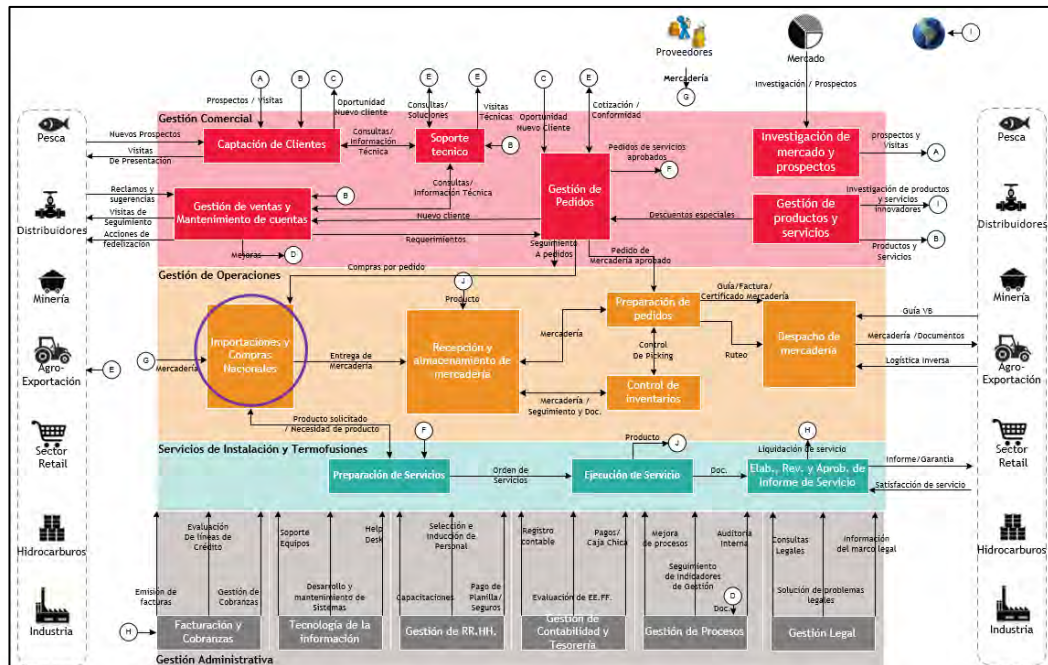 Proveedores
Mercadería
G
Mercado
Investigación / Prospectos
I
A
B
C
E
E
C
E
Prospectos / Visitas
Oportunidad
Nuevo cliente
Consultas/
Soluciones
Visitas
Técnicas
Oportunidad
Nuevo Cliente
Cotización /
Conformidad
Gestión Comercial
Pesca
Distribuidores
Minería
Agro-
Exportación
Sector
Retail
Hidrocarburos
Industria
Nuevos Prospectos
Visitas
De Presentación
Captación de Clientes
Consultas/
Información
Técnica
Soporte
tecnico
B
Consultas/
Información Técnica
Gestión de
Pedidos
Pedidos de servicios
aprobados
F
Investigación de
mercado y
prospectos
prospectos y
Visitas
A
Reclamos y
sugerencias
Visitas de
Seguimiento
Acciones de
fedelización
Gestión de ventas y
Mantenimiento de cuentas
B
Nuevo cliente
Requerimientos
Mejoras
D
Descuentos especiales
Gestión de
productos y
servicios
Investigación de productos
y servicios
innovadores
I
Productos y
Servicios
B
Seguimiento
A pedidos
Pedido de
Mercadería aprobado
Gestión de Operaciones
Compras por pedido
J
Producto
G
Mercadería
Importaciones y
Compras
Nacionales
Entrega de
Mercadería
Recepción y
almacenamiento de
mercadería
Mercadería
Preparación de
pedidos
Guía/Factura/
Certificado Mercadería
Control
De Picking
Ruteo
Despacho de
mercadería
Guía VB
Mercadería /Documentos
Logística Inversa
Control de
inventarios
Mercadería /
Seguimiento y Doc.
E
Producto solicitado
/ Necesidad de producto
F
Servicios de Instalación y Termofusiones
Preparación de Servicios
Orden de
Servicios
Producto
J
Ejecución de Servicio
Doc.
H
Liquidación de servicio
Elab., Rev. y Aprob. de
Informe de Servicio
Informe/Garantía
Satisfacción de servicio
Pesca
Distribuidores
Minería
Agro-
Exportación
Sector
Retail
Hidrocarburos
Industria
Evaluación
De líneas de
Crédito
Emisión de
facturas
Gestión de
Cobranzas
Soporte
Equipos
Help
Desk
Desarrollo y
mantenimiento de
Sistemas
Selección e
Inducción de
Personal
Capacitaciones
Pago de
Planilla/
Seguros
Registro
contable
Pagos/
Caja Chica
Evaluación de EE.FF.
Mejora
de procesos
Auditoria
Interna
Seguimiento
de Indicadores
de Gestión
Doc.
D
Consultas
Legales
Información
del marco legal
Solución de problemas
legales
H
Facturación y
Cobranzas
Tecnología de la
información
Gestión de RR.HH.
Gestión de
Contabilidad y
Tesorería
Gestión de Procesos
Gestión Legal
Gestión Administrativa